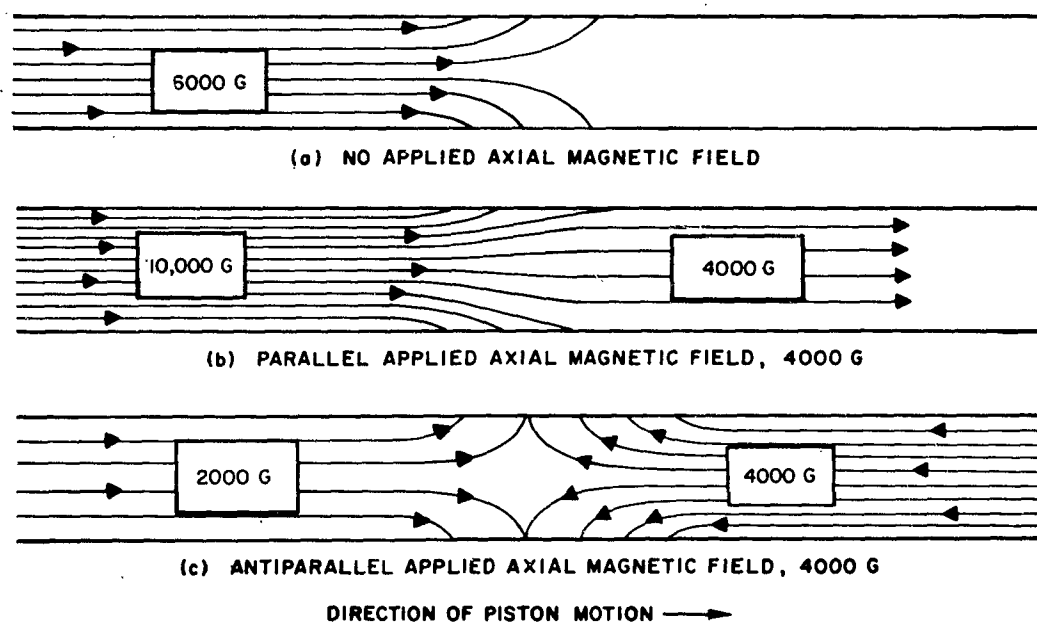 6000 G
(a) NO APPLIED AXIAL MAGNETIC FIELD
10,000 G
4000 G
(b) PARALLEL APPLIED AXIAL MAGNETIC FIELD, 4000 G
2000 G
4000 G
(c) ANTIPARALLEL APPLIED AXIAL MAGNETIC FIELD, 4000 G
DIRECTION OF PISTON MOTION